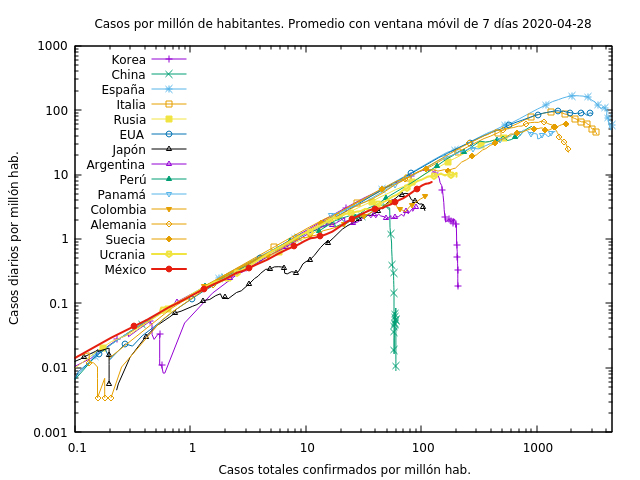 Casos por millón de habitantes. Promedio con ventana móvil de 7 días 2020-04-28
1000
100
10
1
0.1
0.01
0.001
Casos diarios por millón hab.
Korea
China
España
Italia
Rusia
EUA
Japón
Argentina
Perú
Panamá
Colombia
Alemania
Suecia
Ucrania
México
0.1
1
10
100
1000
Casos totales confirmados por millón hab.